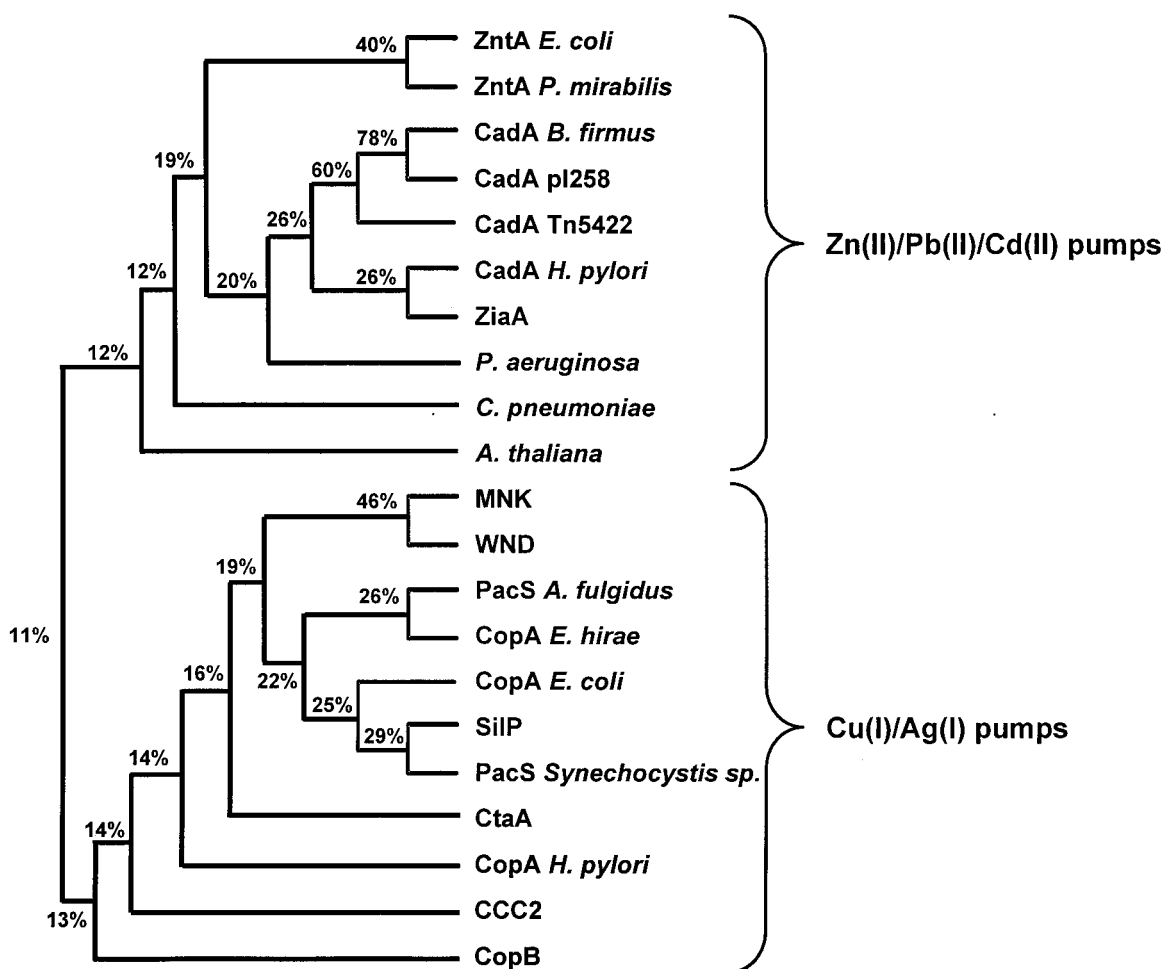 40%
ZntA E. coli
ZntA P. mirabilis
78%
CadA B. firmus
19%
60%
CadA pI258
26%
CadA Tn5422
Zn(II)/Pb(II)/Cd(II) pumps
12%
20%
26%
CadA H. pylori
ZiaA
12%
P. aeruginosa
C. pneumoniae
A. thaliana
46%
MNK
WND
19%
26%
PacS A. fulgidus
11%
CopA E. hirae
16%
22%
25%
CopA E. coli
29%
SilP
Cu(I)/Ag(I) pumps
14%
PacS Synechocystis sp.
14%
CtaA
CopA H. pylori
13%
CCC2
CopB